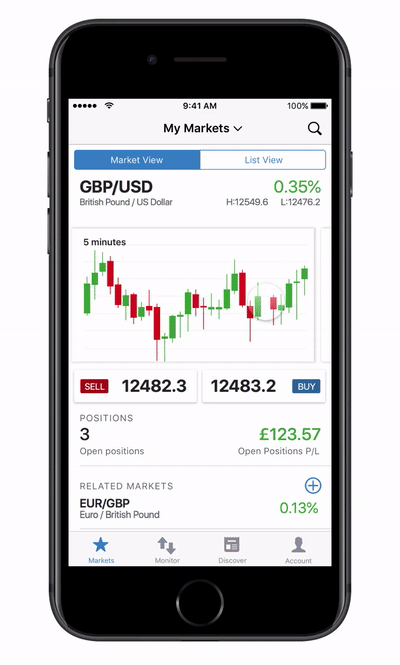 9:41 AM
100%
My Markets
Market View
List View
GBP/USD
0.35%
British Pound / US Dollar
H:12549.6
L:12476.2
5 minutes
SELL
12482.3
12483.2
BUY
POSITIONS
3
£123.57
Open positions
Open Positions P/L
RELATED MARKETS
EUR/GBP
0.13%
Euro / British Pound
Markets
Monitor
Discover
Account